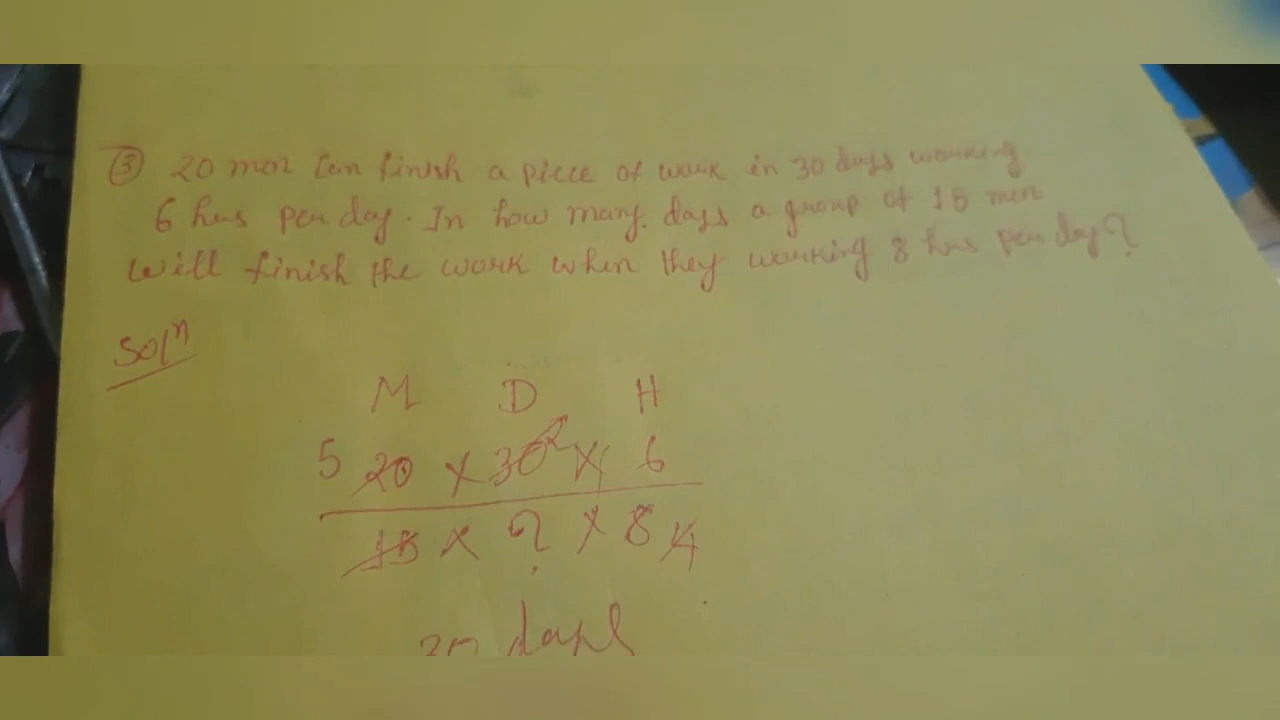 ③ 20 men can finish a piece of work in 30 days working
6 hrs per day. In how many days a group of 15 men
will finish the work when they working 8 hrs per day?
Solⁿ
M D H
5 20 × 30 2 × 6
15 × ? × 8 4
30 days